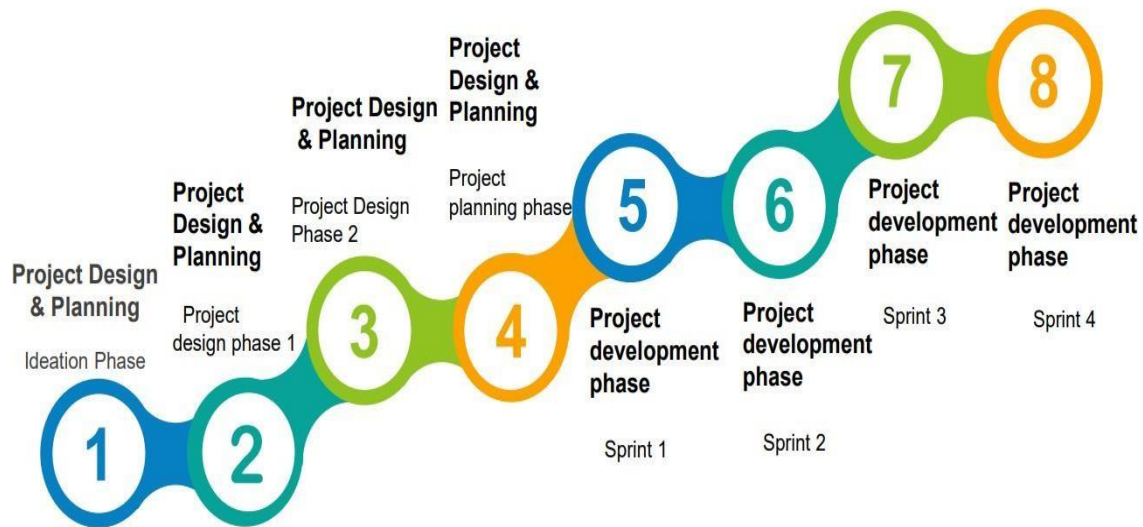 1
Project Design
& Planning
Ideation Phase
2
Project
Design &
Planning
Project
design phase 1
3
Project Design
& Planning
Project Design
Phase 2
4
Project
Design &
Planning
Project
planning phase
5
Project
development
phase
Sprint 1
6
Project
development
phase
Sprint 2
7
Project
development
phase
Sprint 3
8
Project
development
phase
Sprint 4